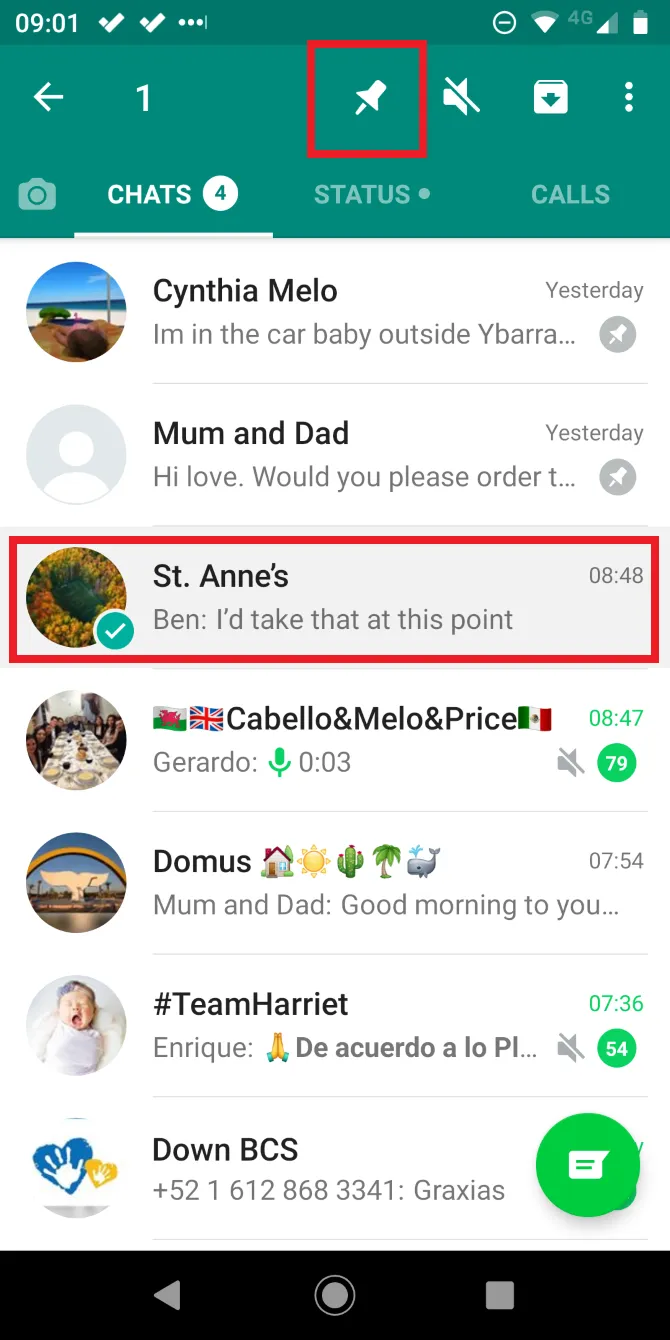 09:01 4G
1
CHATS 4 STATUS CALLS
Cynthia Melo Yesterday
Im in the car baby outside Ybarra...
Mum and Dad Yesterday
Hi love. Would you please order t...
St. Anne’s 08:48
Ben: I’d take that at this point
🏴󠁧󠁢󠁷󠁬󠁳󠁿🇬🇧Cabello&Melo&Price🇲🇽 08:47
Gerardo: 0:03 79
Domus 🏡☀️🌵🌴🐳 07:54
Mum and Dad: Good morning to you...
#TeamHarriet 07:36
Enrique: 🙏De acuerdo a lo Pl... 54
Down BCS
+52 1 612 868 3341: Graxias